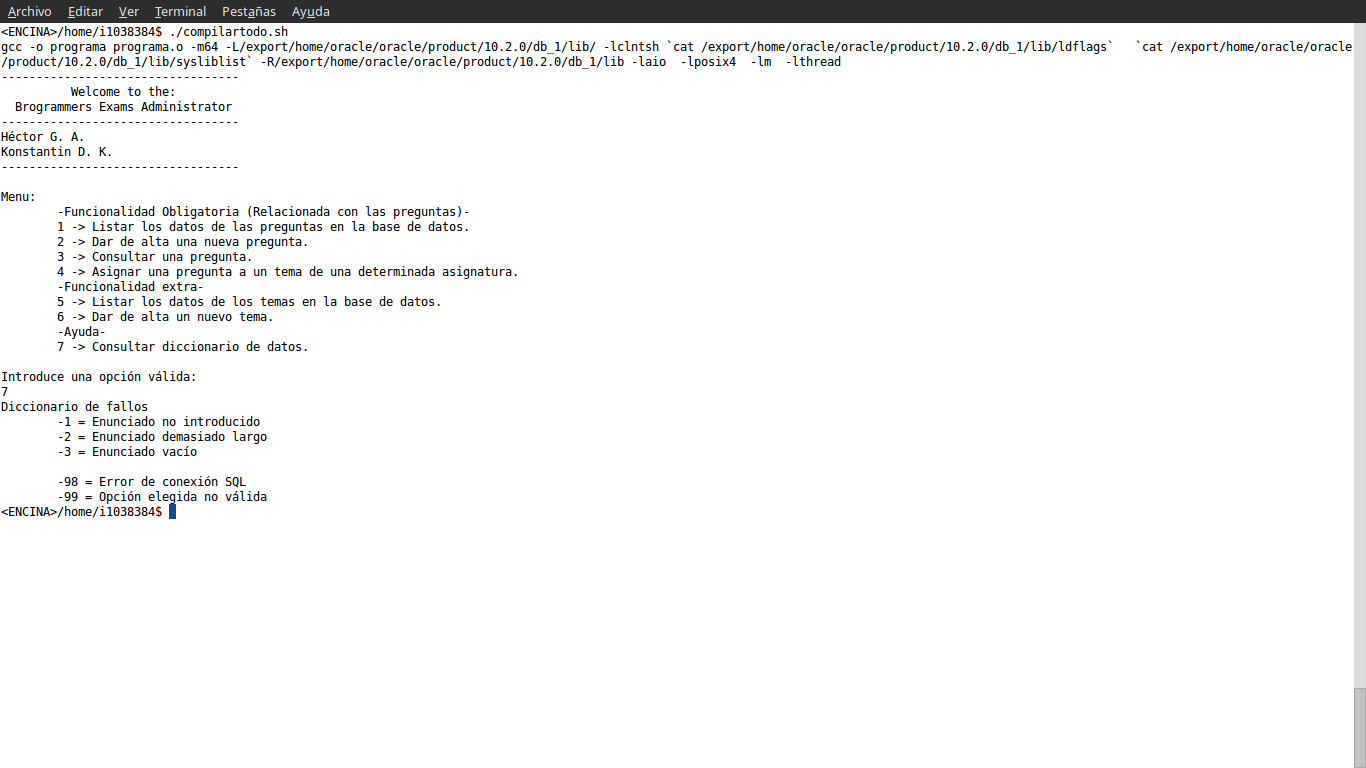 Archivo Editar Ver Terminal Pestañas Ayuda
<ENCINA>/home/i1038384$ ./compilartodo.sh
gcc -o programa programa.o -m64 -L/export/home/oracle/oracle/product/10.2.0/db_1/lib/ -lclntsh `cat /export/home/oracle/oracle/product/10.2.0/db_1/lib/ldflags`   `cat /export/home/oracle/oracle
/product/10.2.0/db_1/lib/sysliblist` -R/export/home/oracle/oracle/product/10.2.0/db_1/lib -laio  -lposix4  -lm  -lthread
----------------------------------
          Welcome to the:
  Brogrammers Exams Administrator
----------------------------------
Héctor G. A.
Konstantin D. K.
----------------------------------
Menu:
        -Funcionalidad Obligatoria (Relacionada con las preguntas)-
        1 -> Listar los datos de las preguntas en la base de datos.
        2 -> Dar de alta una nueva pregunta.
        3 -> Consultar una pregunta.
        4 -> Asignar una pregunta a un tema de una determinada asignatura.
        -Funcionalidad extra-
        5 -> Listar los datos de los temas en la base de datos.
        6 -> Dar de alta un nuevo tema.
        -Ayuda-
        7 -> Consultar diccionario de datos.
Introduce una opción válida:
7
Diccionario de fallos
        -1 = Enunciado no introducido
        -2 = Enunciado demasiado largo
        -3 = Enunciado vacío
        -98 = Error de conexión SQL
        -99 = Opción elegida no válida
<ENCINA>/home/i1038384$